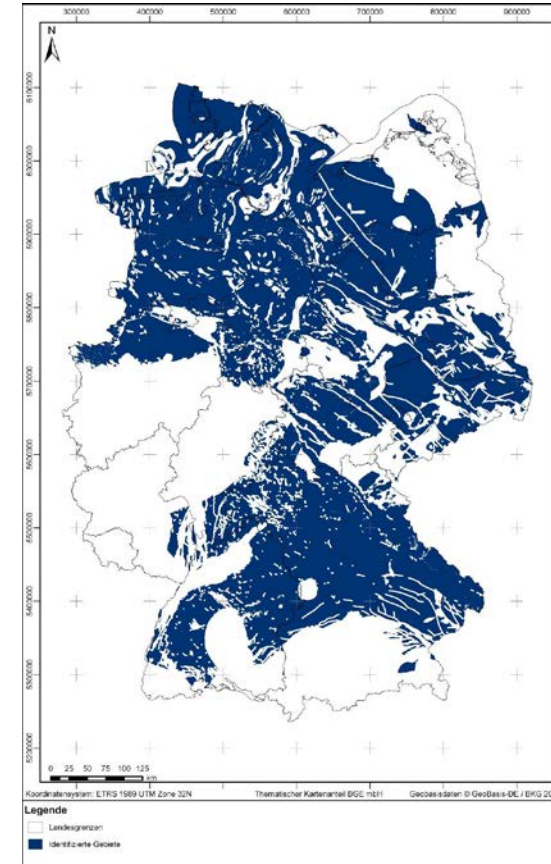 300000 400000 500000 600000 700000 800000 900000
N
6100000
6000000
5900000
5800000
5700000
5600000
5500000
5400000
5300000
5200000
0 25 50 75 100 125
km
Koordinatensystem: ETRS 1989 UTM Zone 32N Thematischer Kartenanteil BGE mbH Geobasisdaten © GeoBasis-DE / BKG 20
Legende
Landesgrenzen
Identifizierte Gebiete